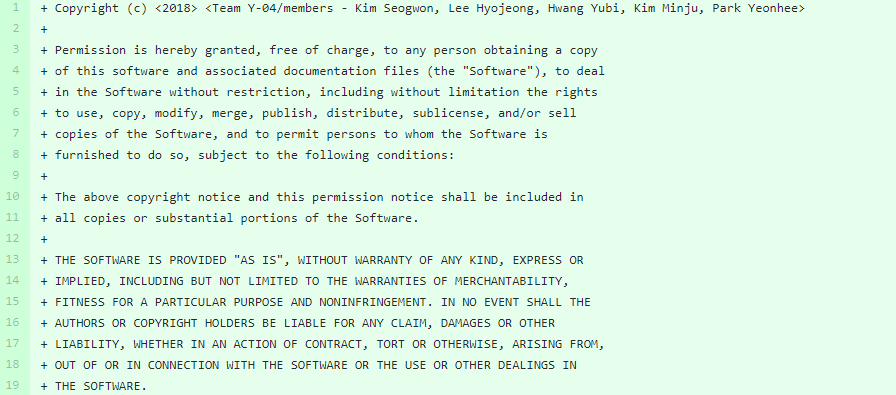 1 + Copyright (c) <2018> <Team Y-04/members - Kim Seogwon, Lee Hyojeong, Hwang Yubi, Kim Minju, Park Yeonhee>
2 +
3 + Permission is hereby granted, free of charge, to any person obtaining a copy
4 + of this software and associated documentation files (the "Software"), to deal
5 + in the Software without restriction, including without limitation the rights
6 + to use, copy, modify, merge, publish, distribute, sublicense, and/or sell
7 + copies of the Software, and to permit persons to whom the Software is
8 + furnished to do so, subject to the following conditions:
9 +
10 + The above copyright notice and this permission notice shall be included in
11 + all copies or substantial portions of the Software.
12 +
13 + THE SOFTWARE IS PROVIDED "AS IS", WITHOUT WARRANTY OF ANY KIND, EXPRESS OR
14 + IMPLIED, INCLUDING BUT NOT LIMITED TO THE WARRANTIES OF MERCHANTABILITY,
15 + FITNESS FOR A PARTICULAR PURPOSE AND NONINFRINGEMENT. IN NO EVENT SHALL THE
16 + AUTHORS OR COPYRIGHT HOLDERS BE LIABLE FOR ANY CLAIM, DAMAGES OR OTHER
17 + LIABILITY, WHETHER IN AN ACTION OF CONTRACT, TORT OR OTHERWISE, ARISING FROM,
18 + OUT OF OR IN CONNECTION WITH THE SOFTWARE OR THE USE OR OTHER DEALINGS IN
19 + THE SOFTWARE.